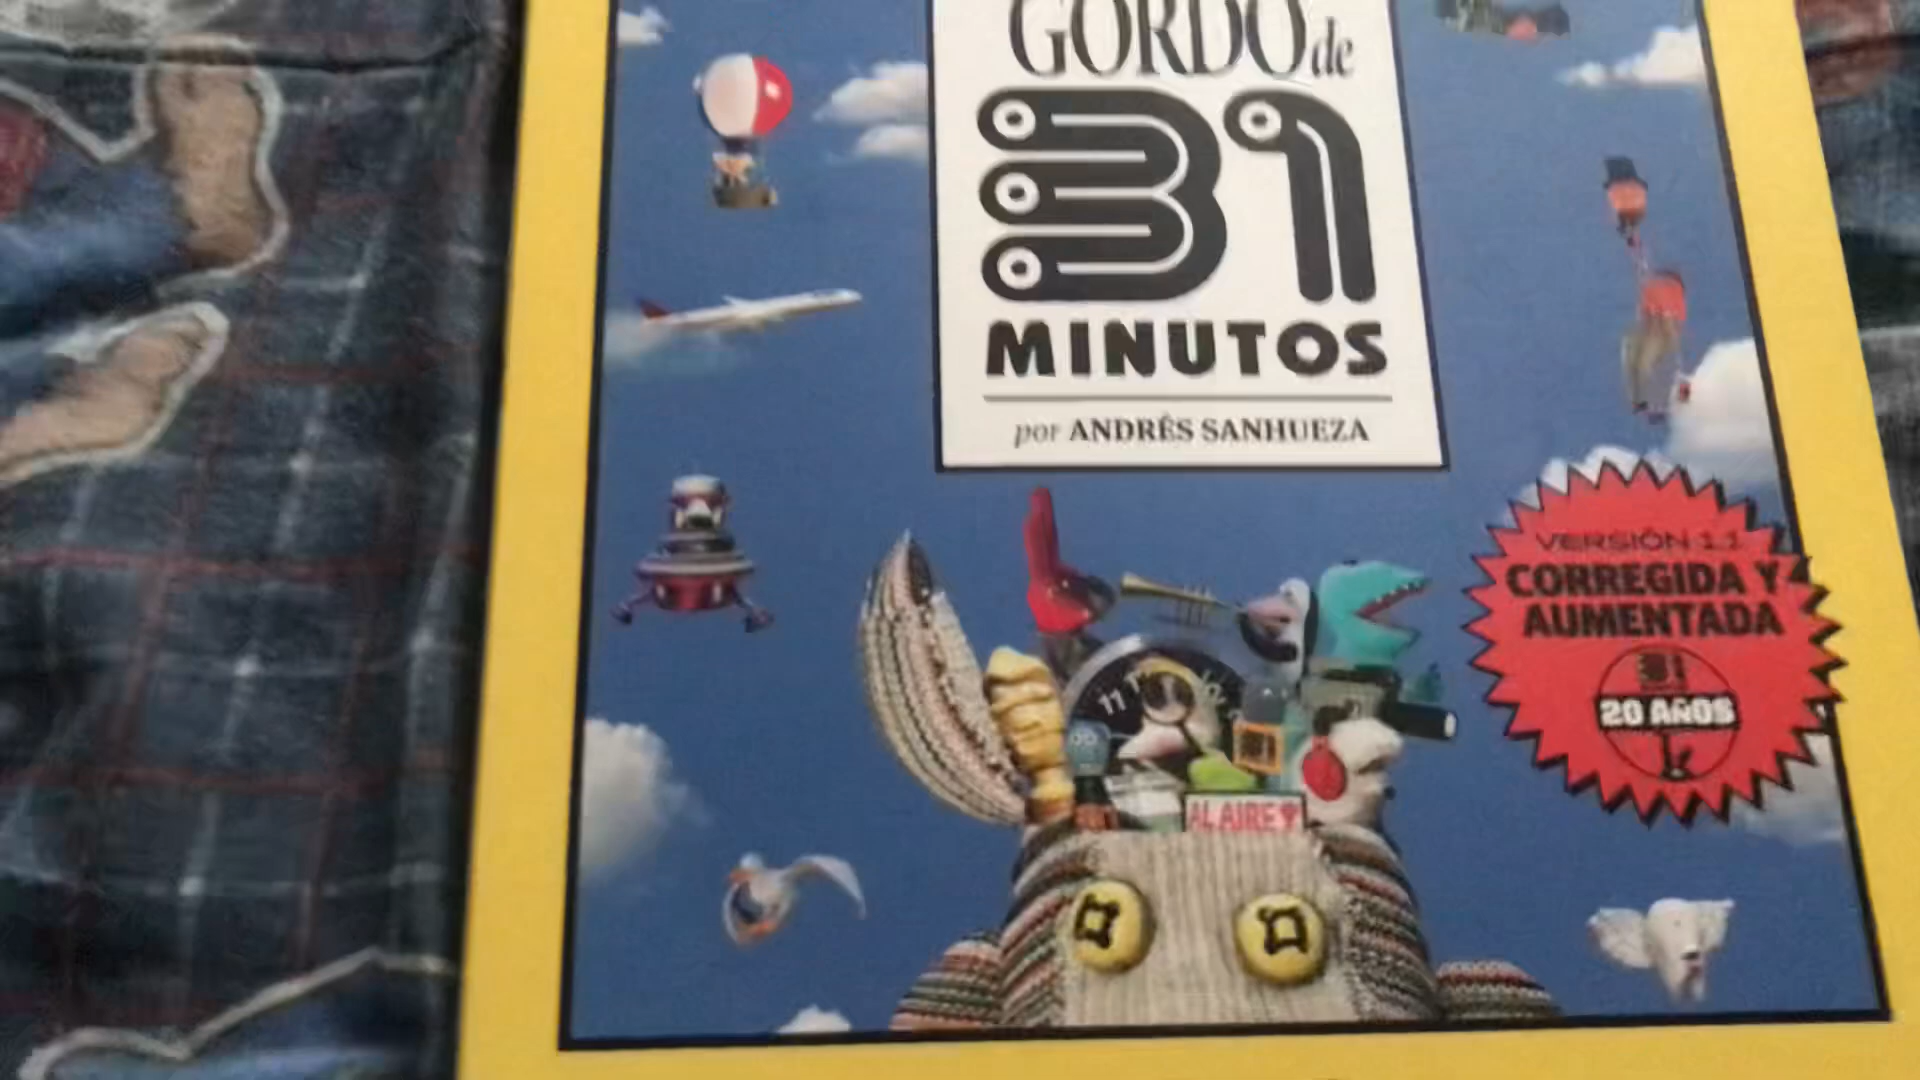 GORDO de
31
MINUTOS
por ANDRÉS SANHUEZA
VERSIÓN 1.1
CORREGIDA Y
AUMENTADA
31
20 AÑOS
AL AIRE